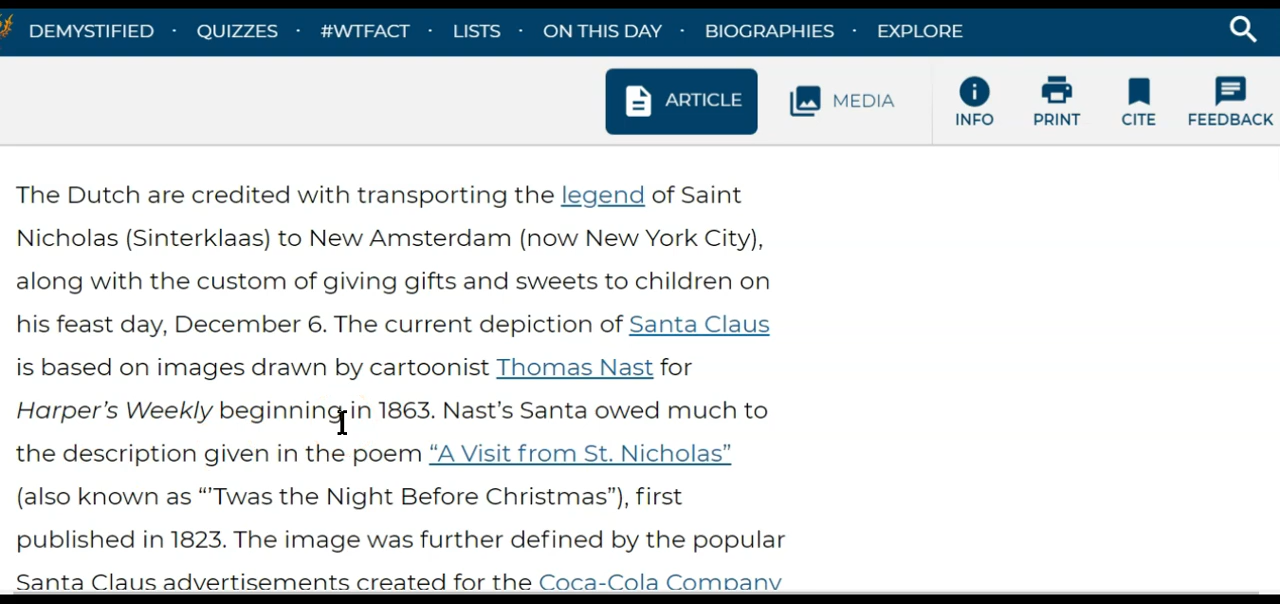 DEMYSTIFIED · QUIZZES · #WTFACT · LISTS · ON THIS DAY · BIOGRAPHIES · EXPLORE
ARTICLE MEDIA INFO PRINT CITE FEEDBACK
The Dutch are credited with transporting the legend of Saint
Nicholas (Sinterklaas) to New Amsterdam (now New York City),
along with the custom of giving gifts and sweets to children on
his feast day, December 6. The current depiction of Santa Claus
is based on images drawn by cartoonist Thomas Nast for
Harper’s Weekly beginning in 1863. Nast’s Santa owed much to
the description given in the poem “A Visit from St. Nicholas”
(also known as “’Twas the Night Before Christmas”), first
published in 1823. The image was further defined by the popular
Santa Claus advertisements created for the Coca-Cola Company